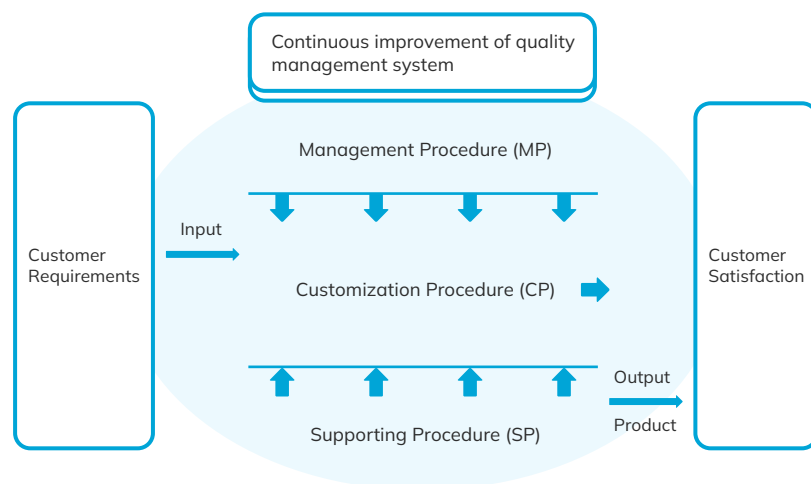 Continuous improvement of quality
management system
Management Procedure (MP)
Input
Customer
Requirements
Customization Procedure (CP)
Customer
Satisfaction
Output
Product
Supporting Procedure (SP)